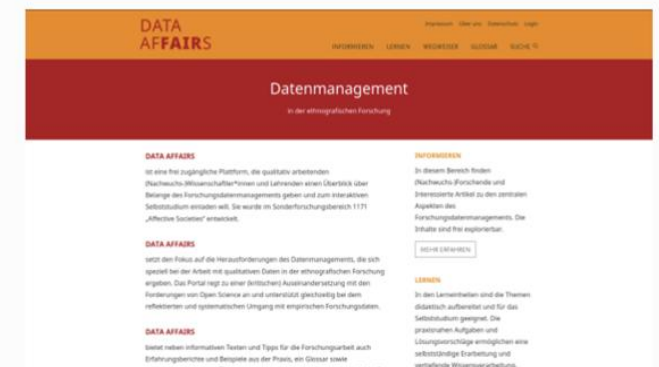 DATA
AFFAIRS
Impressum Über uns Datenschutz Login
INFORMIEREN LERNEN WEGWEISER GLOSSAR SUCHE
Datenmanagement
in der ethnografischen Forschung
DATA AFFAIRS
ist eine frei zugängliche Plattform, die qualitativ arbeitenden
(Nachwuchs-)Wissenschaftler*innen und Lehrenden einen Überblick über
Belange des Forschungsdatenmanagements geben und zum interaktiven
Selbststudium einladen will. Sie wurde im Sonderforschungsbereich 1171
„Affective Societies“ entwickelt.
DATA AFFAIRS
setzt den Fokus auf die Herausforderungen des Datenmanagements, die sich
speziell bei der Arbeit mit qualitativen Daten in der ethnografischen Forschung
ergeben. Das Portal regt zu einer (kritischen) Auseinandersetzung mit den
Forderungen von Open Science an und unterstützt gleichzeitig bei dem
reflektierten und systematischen Umgang mit empirischen Forschungsdaten.
DATA AFFAIRS
bietet neben informativen Texten und Tipps für die Forschungsarbeit auch
Erfahrungsberichte und Beispiele aus der Praxis, ein Glossar sowie
INFORMIEREN
In diesem Bereich finden
(Nachwuchs-)Forschende und
Interessierte Artikel zu den zentralen
Aspekten des
Forschungsdatenmanagements. Die
Inhalte sind frei explorierbar.
MEHR ERFAHREN
LERNEN
In den Lerneinheiten sind die Themen
didaktisch aufbereitet und für das
Selbststudium geeignet. Die
praxisnahen Aufgaben und
Lösungsvorschläge ermöglichen eine
selbstständige Erarbeitung und
vertiefende Wissensverarbeitung.